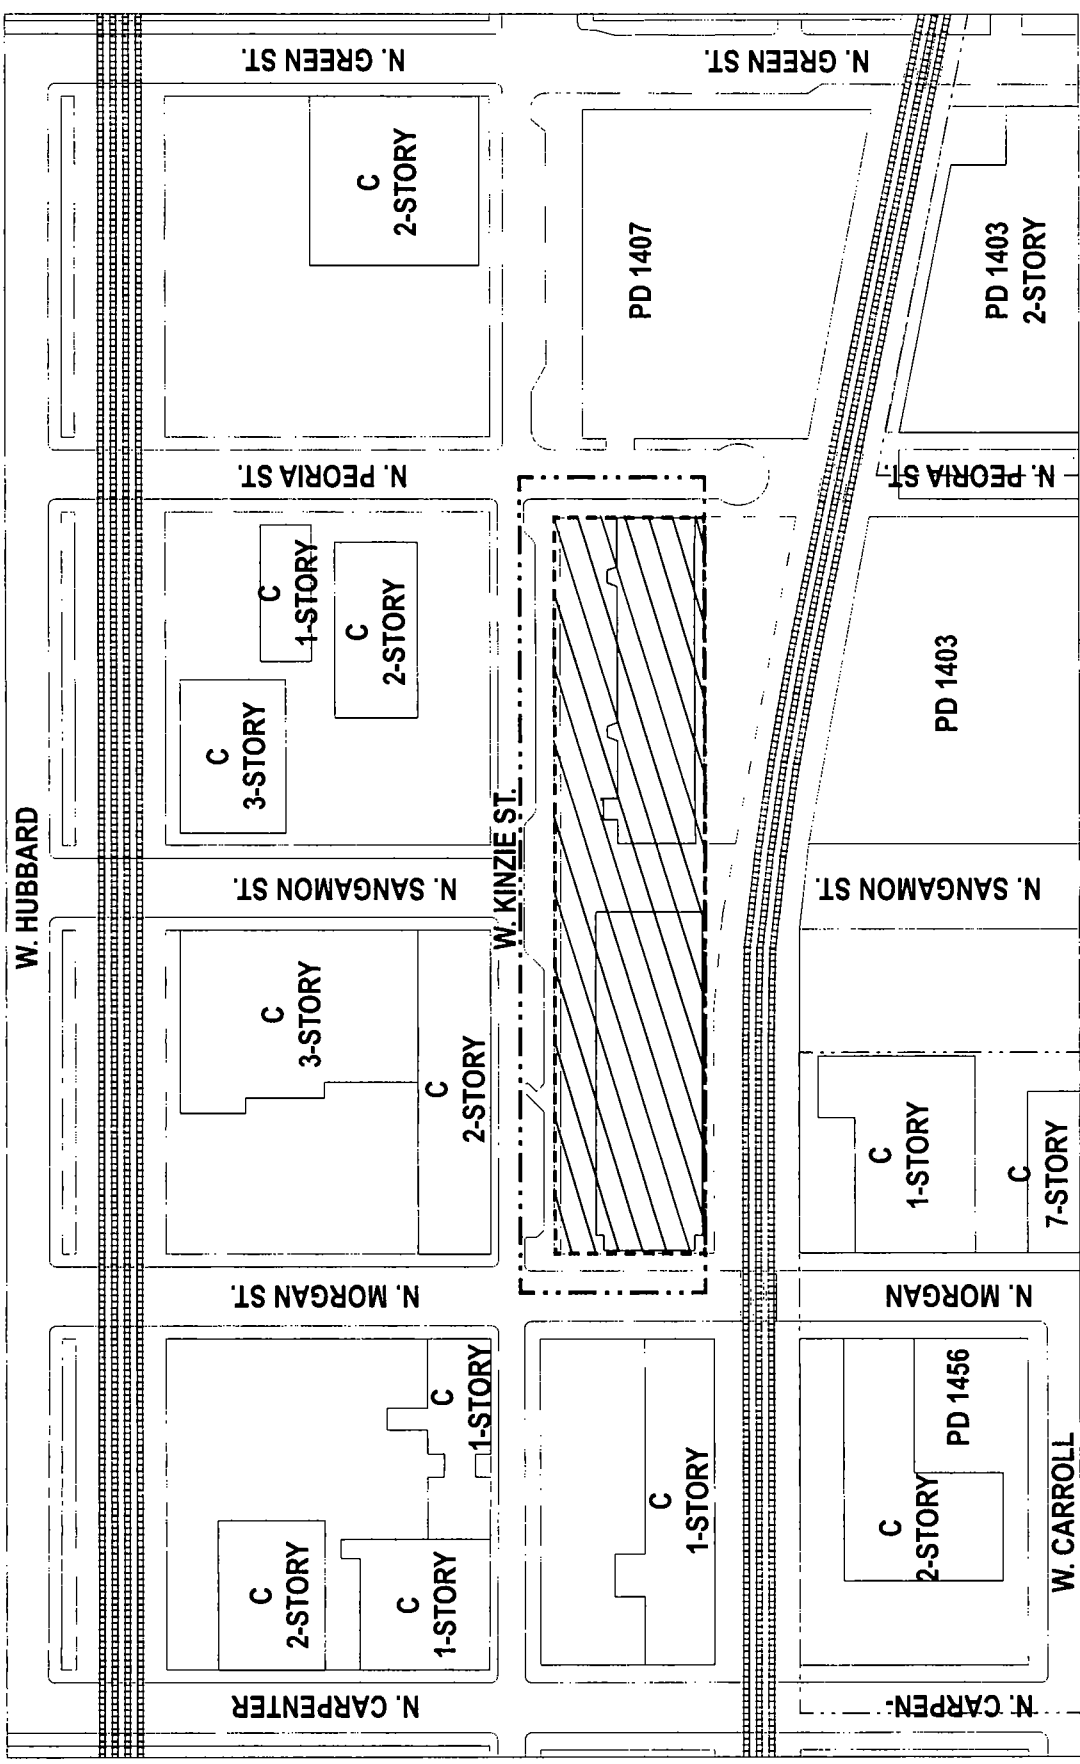 W. HUBBARD
N. CARPENTER
N. MORGAN ST.
N. SANGAMON ST.
N. PEORIA ST.
N. GREEN ST.
C
2-STORY
C
1-STORY
C
1-STORY
C
3-STORY
C
2-STORY
C
3-STORY
C
1-STORY
C
2-STORY
C
2-STORY
W. KINZIE ST.
C
1-STORY
PD 1407
N. GREEN ST.
N. CARPEN-
N. MORGAN
N. SANGAMON ST.
N. PEORIA ST.
C
2-STORY
PD 1456
C
1-STORY
C
7-STORY
PD 1403
PD 1403
2-STORY
W. CARROLL